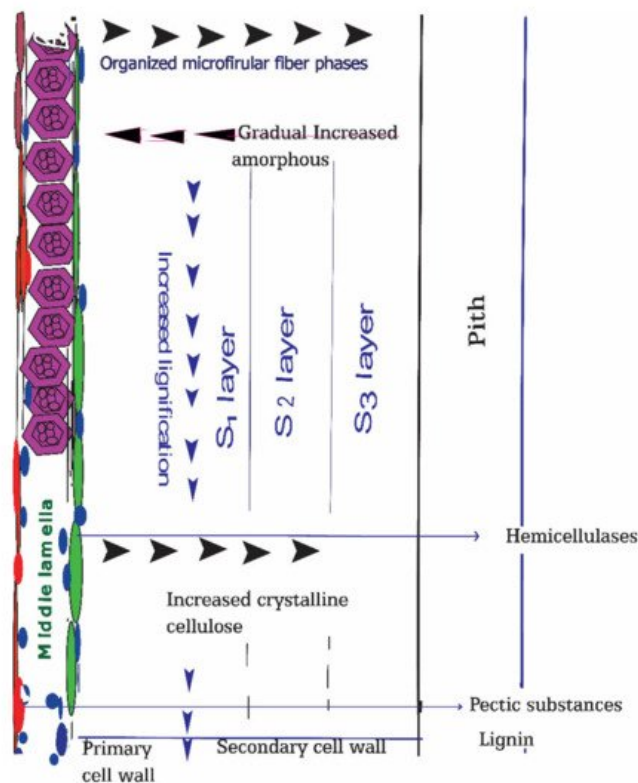 Organized microfirular fiber phases
Gradual Increased
amorphous
Increased lignification
S1 layer
S2 layer
S3 layer
Pith
Middle lamella
Hemicellulases
Increased crystalline
cellulose
Pectic substances
Lignin
Primary
cell wall
Secondary cell wall